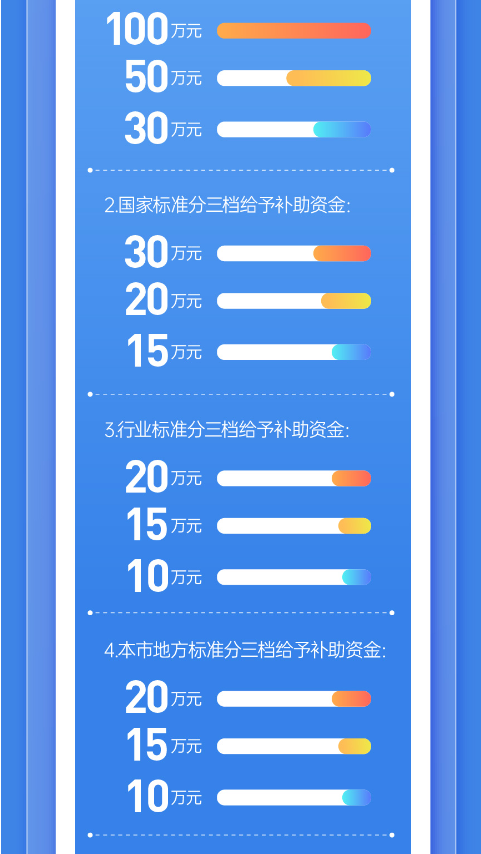 100万元
50万元
30万元
2.国家标准分三档给予补助资金:
30万元
20万元
15万元
3.行业标准分三档给予补助资金:
20万元
15万元
10万元
4.本市地方标准分三档给予补助资金:
20万元
15万元
10万元